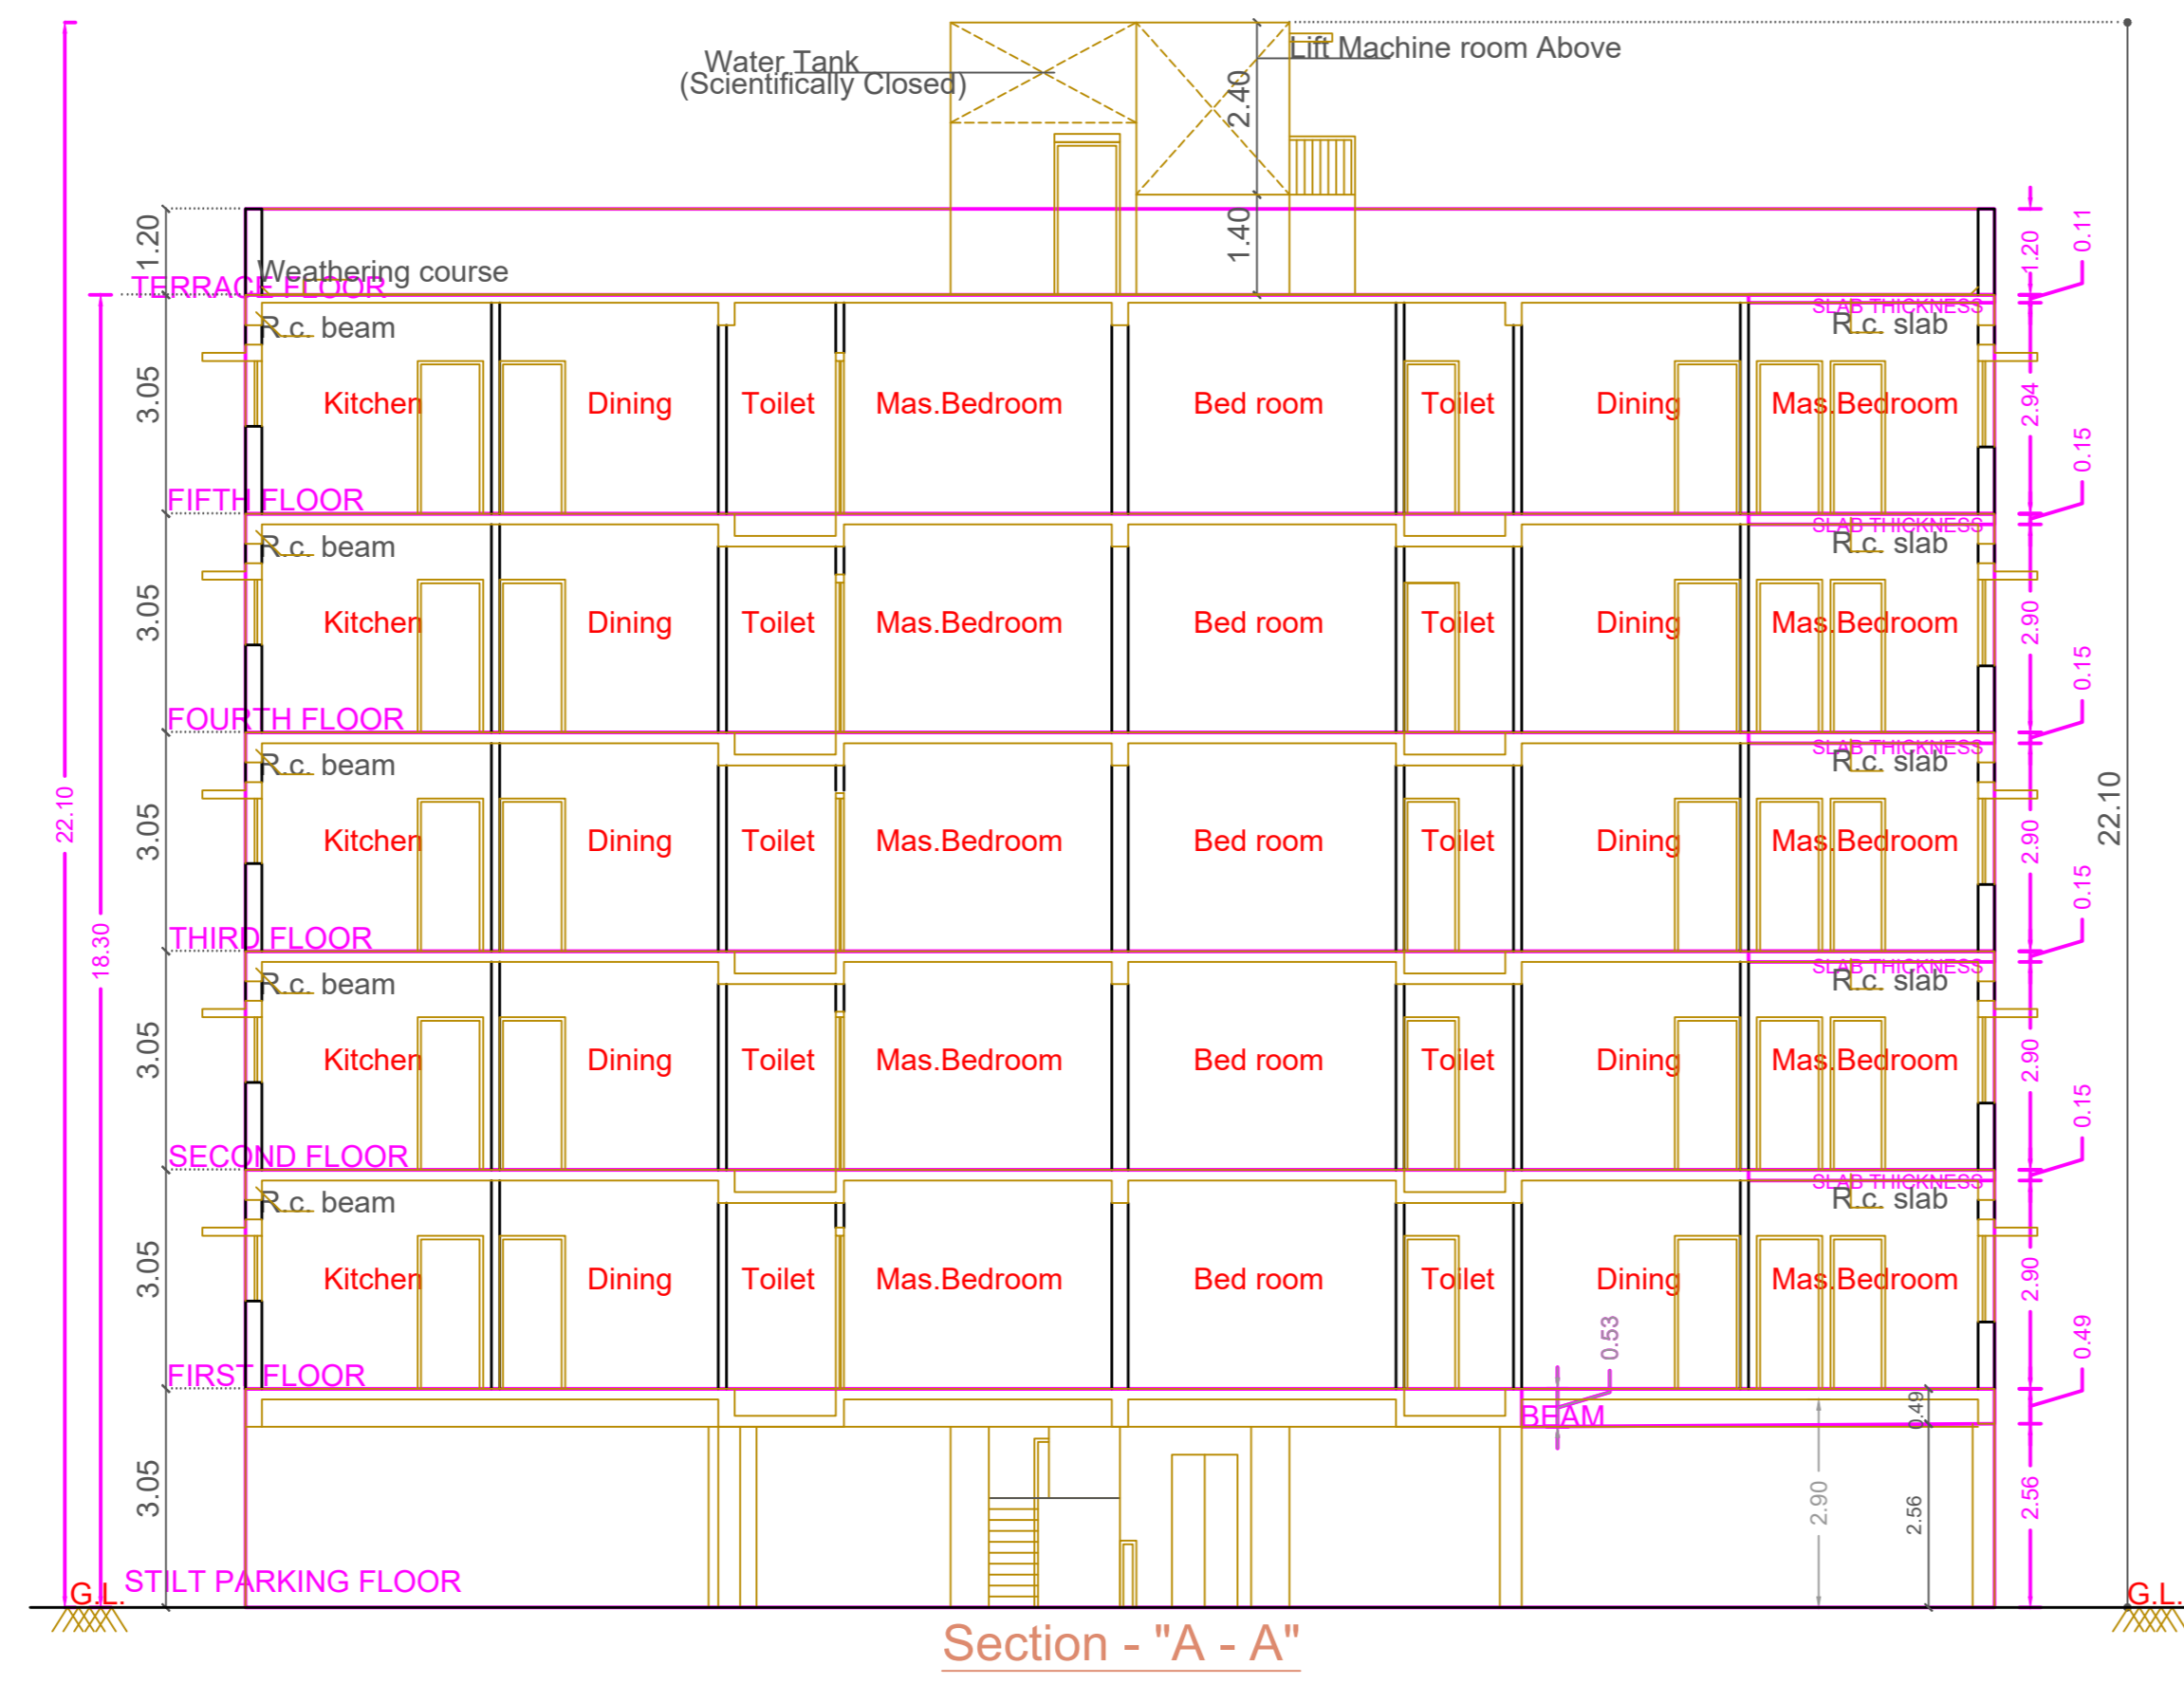 Water Tank
(Scientifically Closed)
Lift Machine room Above
2.40
1.40
1.20
Weathering course
TERRACE FLOOR
1.20
0.11
SLAB THICKNESS
R.c. beam
R.c. slab
3.05
Kitchen Dining Toilet Mas.Bedroom Bed room Toilet Dining Mas.Bedroom
2.94
0.15
FIFTH FLOOR
SLAB THICKNESS
R.c. beam
R.c. slab
3.05
Kitchen Dining Toilet Mas.Bedroom Bed room Toilet Dining Mas.Bedroom
2.90
0.15
FOURTH FLOOR
SLAB THICKNESS
R.c. beam
R.c. slab
22.10
3.05
Kitchen Dining Toilet Mas.Bedroom Bed room Toilet Dining Mas.Bedroom
2.90
22.10
0.15
THIRD FLOOR
18.30
SLAB THICKNESS
R.c. beam
R.c. slab
3.05
Kitchen Dining Toilet Mas.Bedroom Bed room Toilet Dining Mas.Bedroom
2.90
0.15
SECOND FLOOR
SLAB THICKNESS
R.c. beam
R.c. slab
3.05
Kitchen Dining Toilet Mas.Bedroom Bed room Toilet Dining Mas.Bedroom
2.90
0.53
0.49
FIRST FLOOR
BEAM
0.49
3.05
2.90
2.56
2.56
STILT PARKING FLOOR
G.L.
G.L.
Section - "A - A"